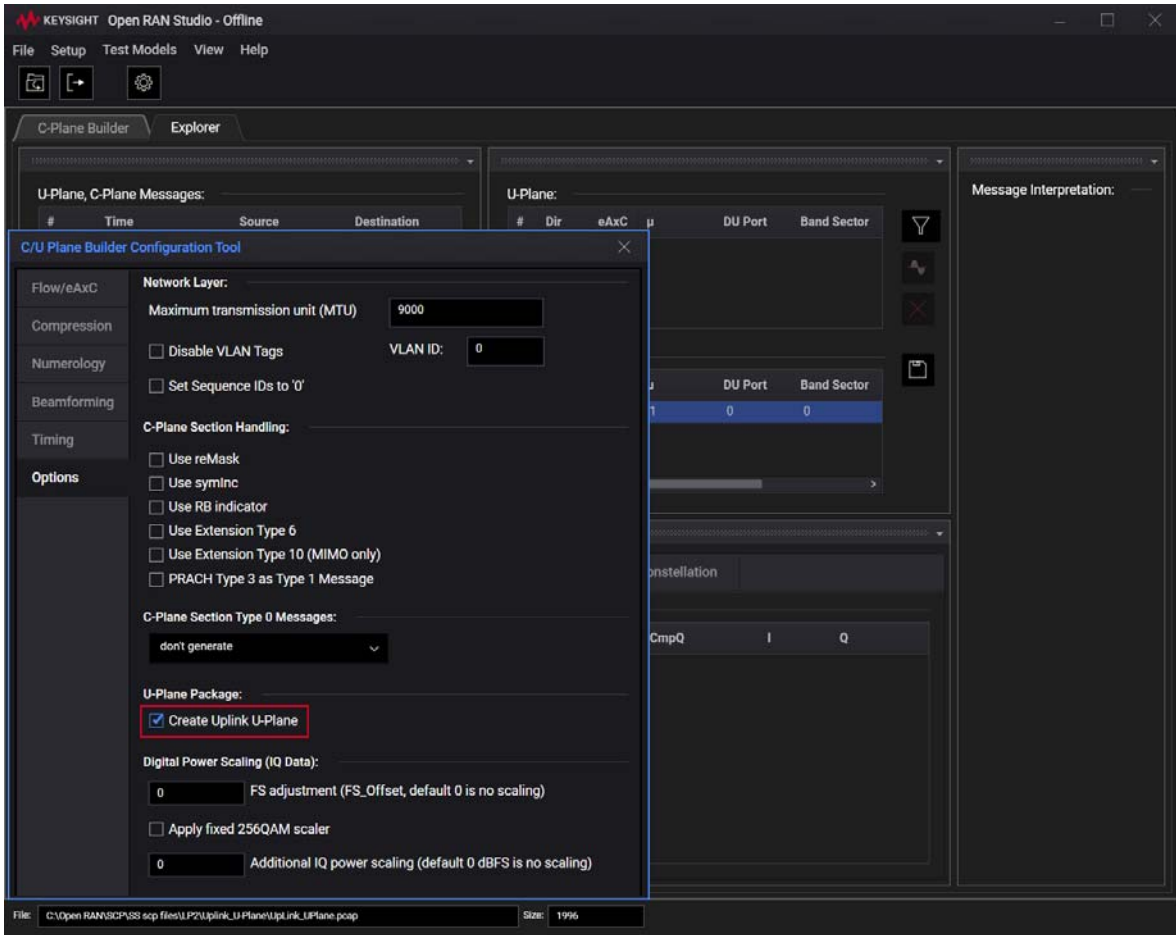 KEYSIGHT Open RAN Studio - Offline
File Setup Test Models View Help
C-Plane Builder Explorer
U-Plane, C-Plane Messages:
# Time Source Destination
U-Plane:
# Dir eAxC µ DU Port Band Sector
Message Interpretation:
C/U Plane Builder Configuration Tool
Flow/eAxC
Compression
Numerology
Beamforming
Timing
Options
Network Layer:
Maximum transmission unit (MTU) 9000
Disable VLAN Tags VLAN ID: 0
Set Sequence IDs to '0'
C-Plane Section Handling:
Use reMask
Use symInc
Use RB indicator
Use Extension Type 6
Use Extension Type 10 (MIMO only)
PRACH Type 3 as Type 1 Message
C-Plane Section Type 0 Messages:
don't generate
U-Plane Package:
Create Uplink U-Plane
Digital Power Scaling (IQ Data):
0 FS adjustment (FS_Offset, default 0 is no scaling)
Apply fixed 256QAM scaler
0 Additional IQ power scaling (default 0 dBFS is no scaling)
DU Port Band Sector
1 0 0
onstellation
CmpQ I Q
File: C:\Open RAN\SCP\SS scp files\LP2\Uplink_U-Plane\UpLink_UPlane.pcap Size: 1996